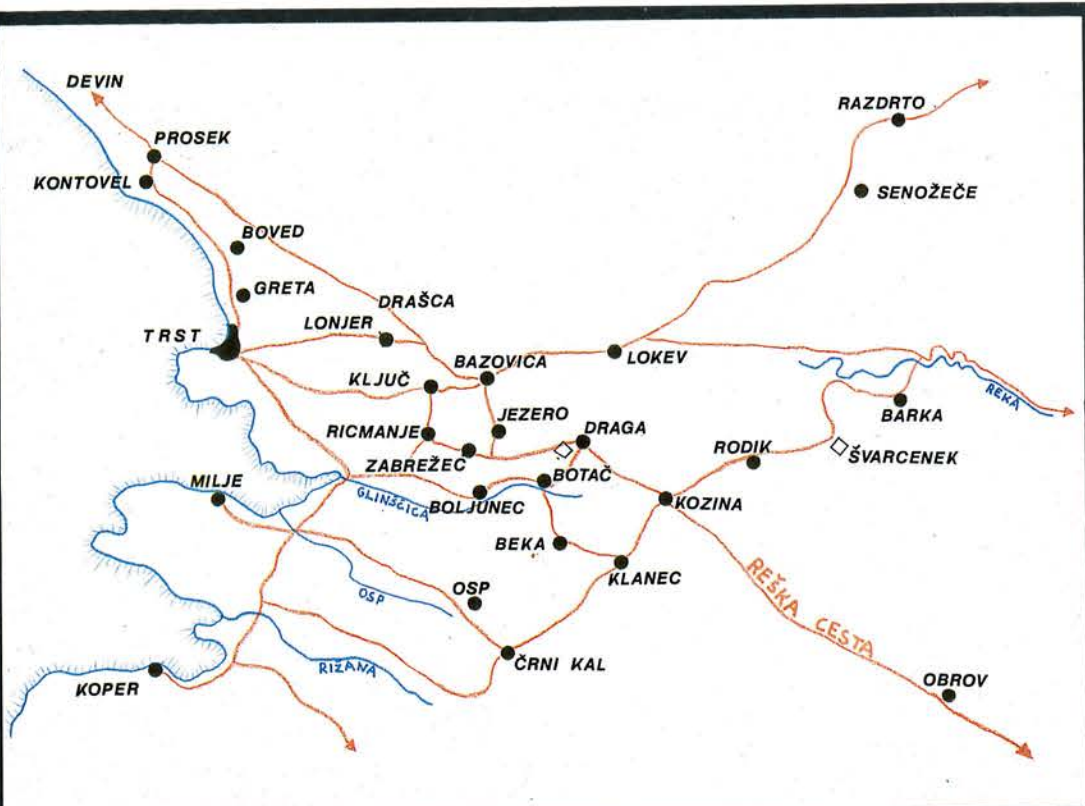 DEVIN
RAZDRTO
PROSEK
KONTOVEL
SENOŽEČE
BOVED
GRETA
DRAŠCA
LONJER
TRST
BAZOVICA
LOKEV
KLJUČ
REKA
JEZERO
BARKA
RICMANJE
DRAGA
RODIK
ŠVARCENEK
ZABREŽEC
BOTAČ
MILJE
GLINŠČICA
BOLJUNEC
KOZINA
BEKA
KLANEC
REŠKA CESTA
OSP
OSP
ČRNI KAL
RIŽANA
KOPER
OBROV